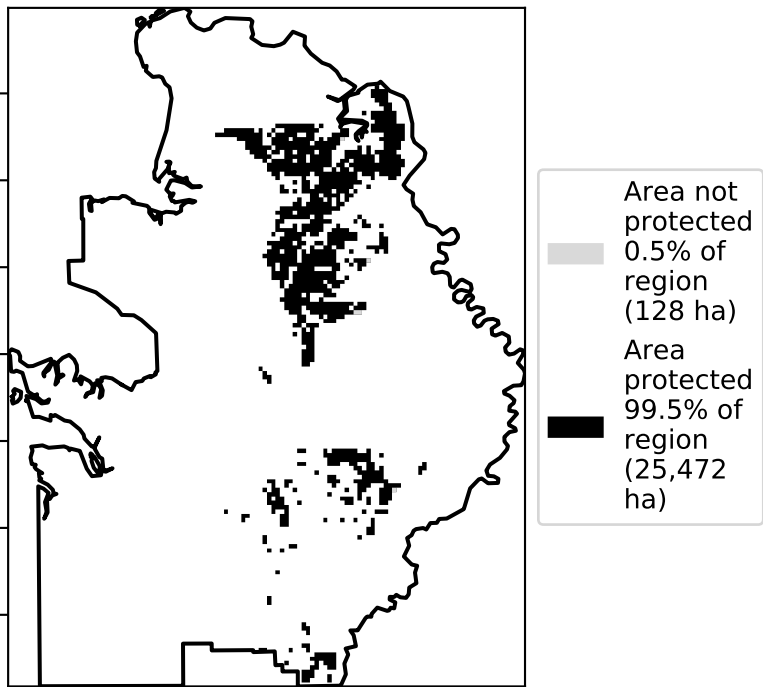 Area not
protected
0.5% of
region
(128 ha)
Area
protected
99.5% of
region
(25,472
ha)